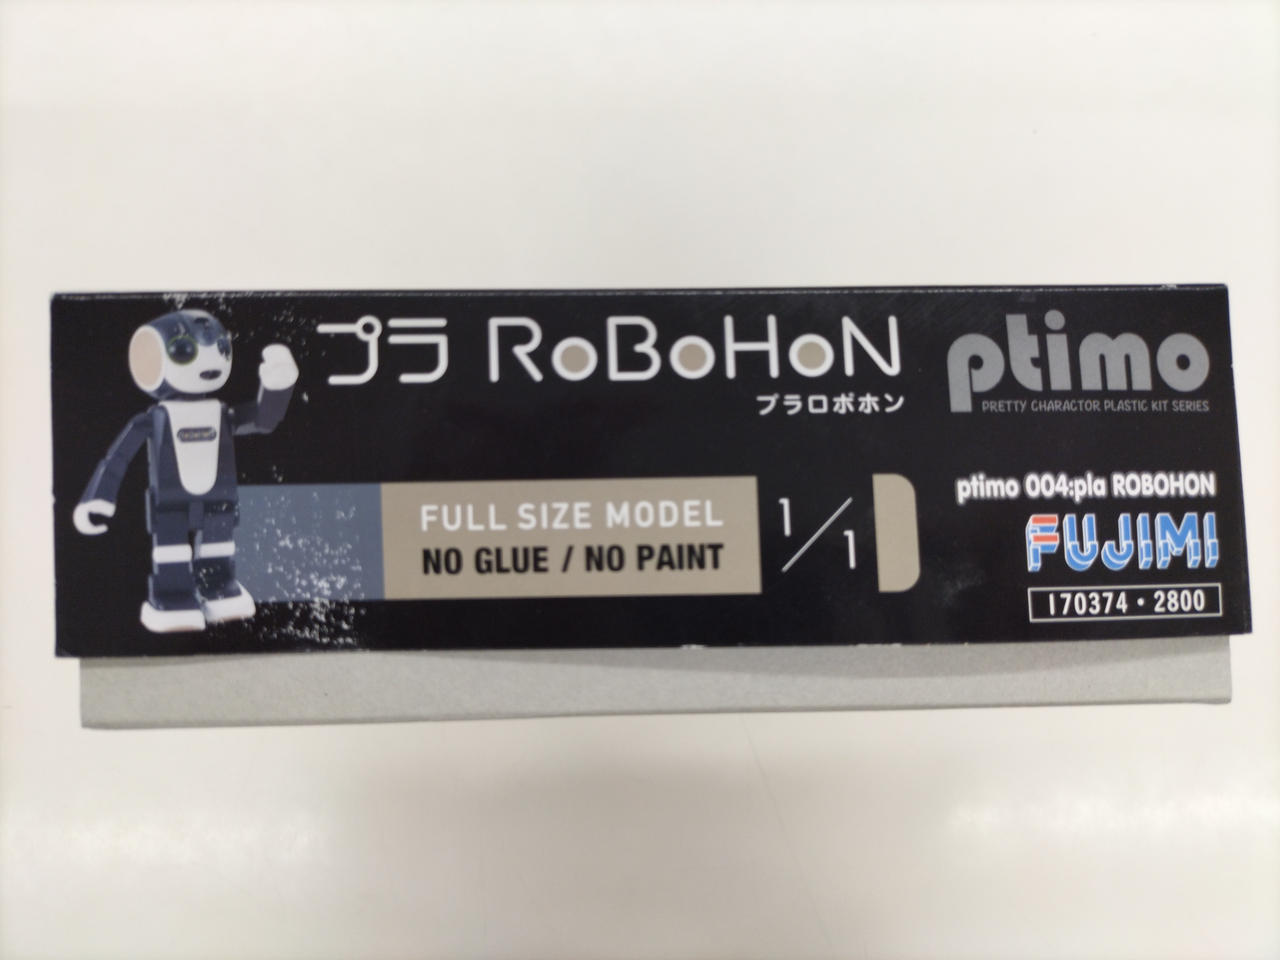 プラ RoBoHoN
プラロボホン
ptimo
PRETTY CHARACTOR PLASTIC KIT SERIES
FULL SIZE MODEL
NO GLUE / NO PAINT
1/1
ptimo 004:pla ROBOHON
FUJIMI
170374・2800